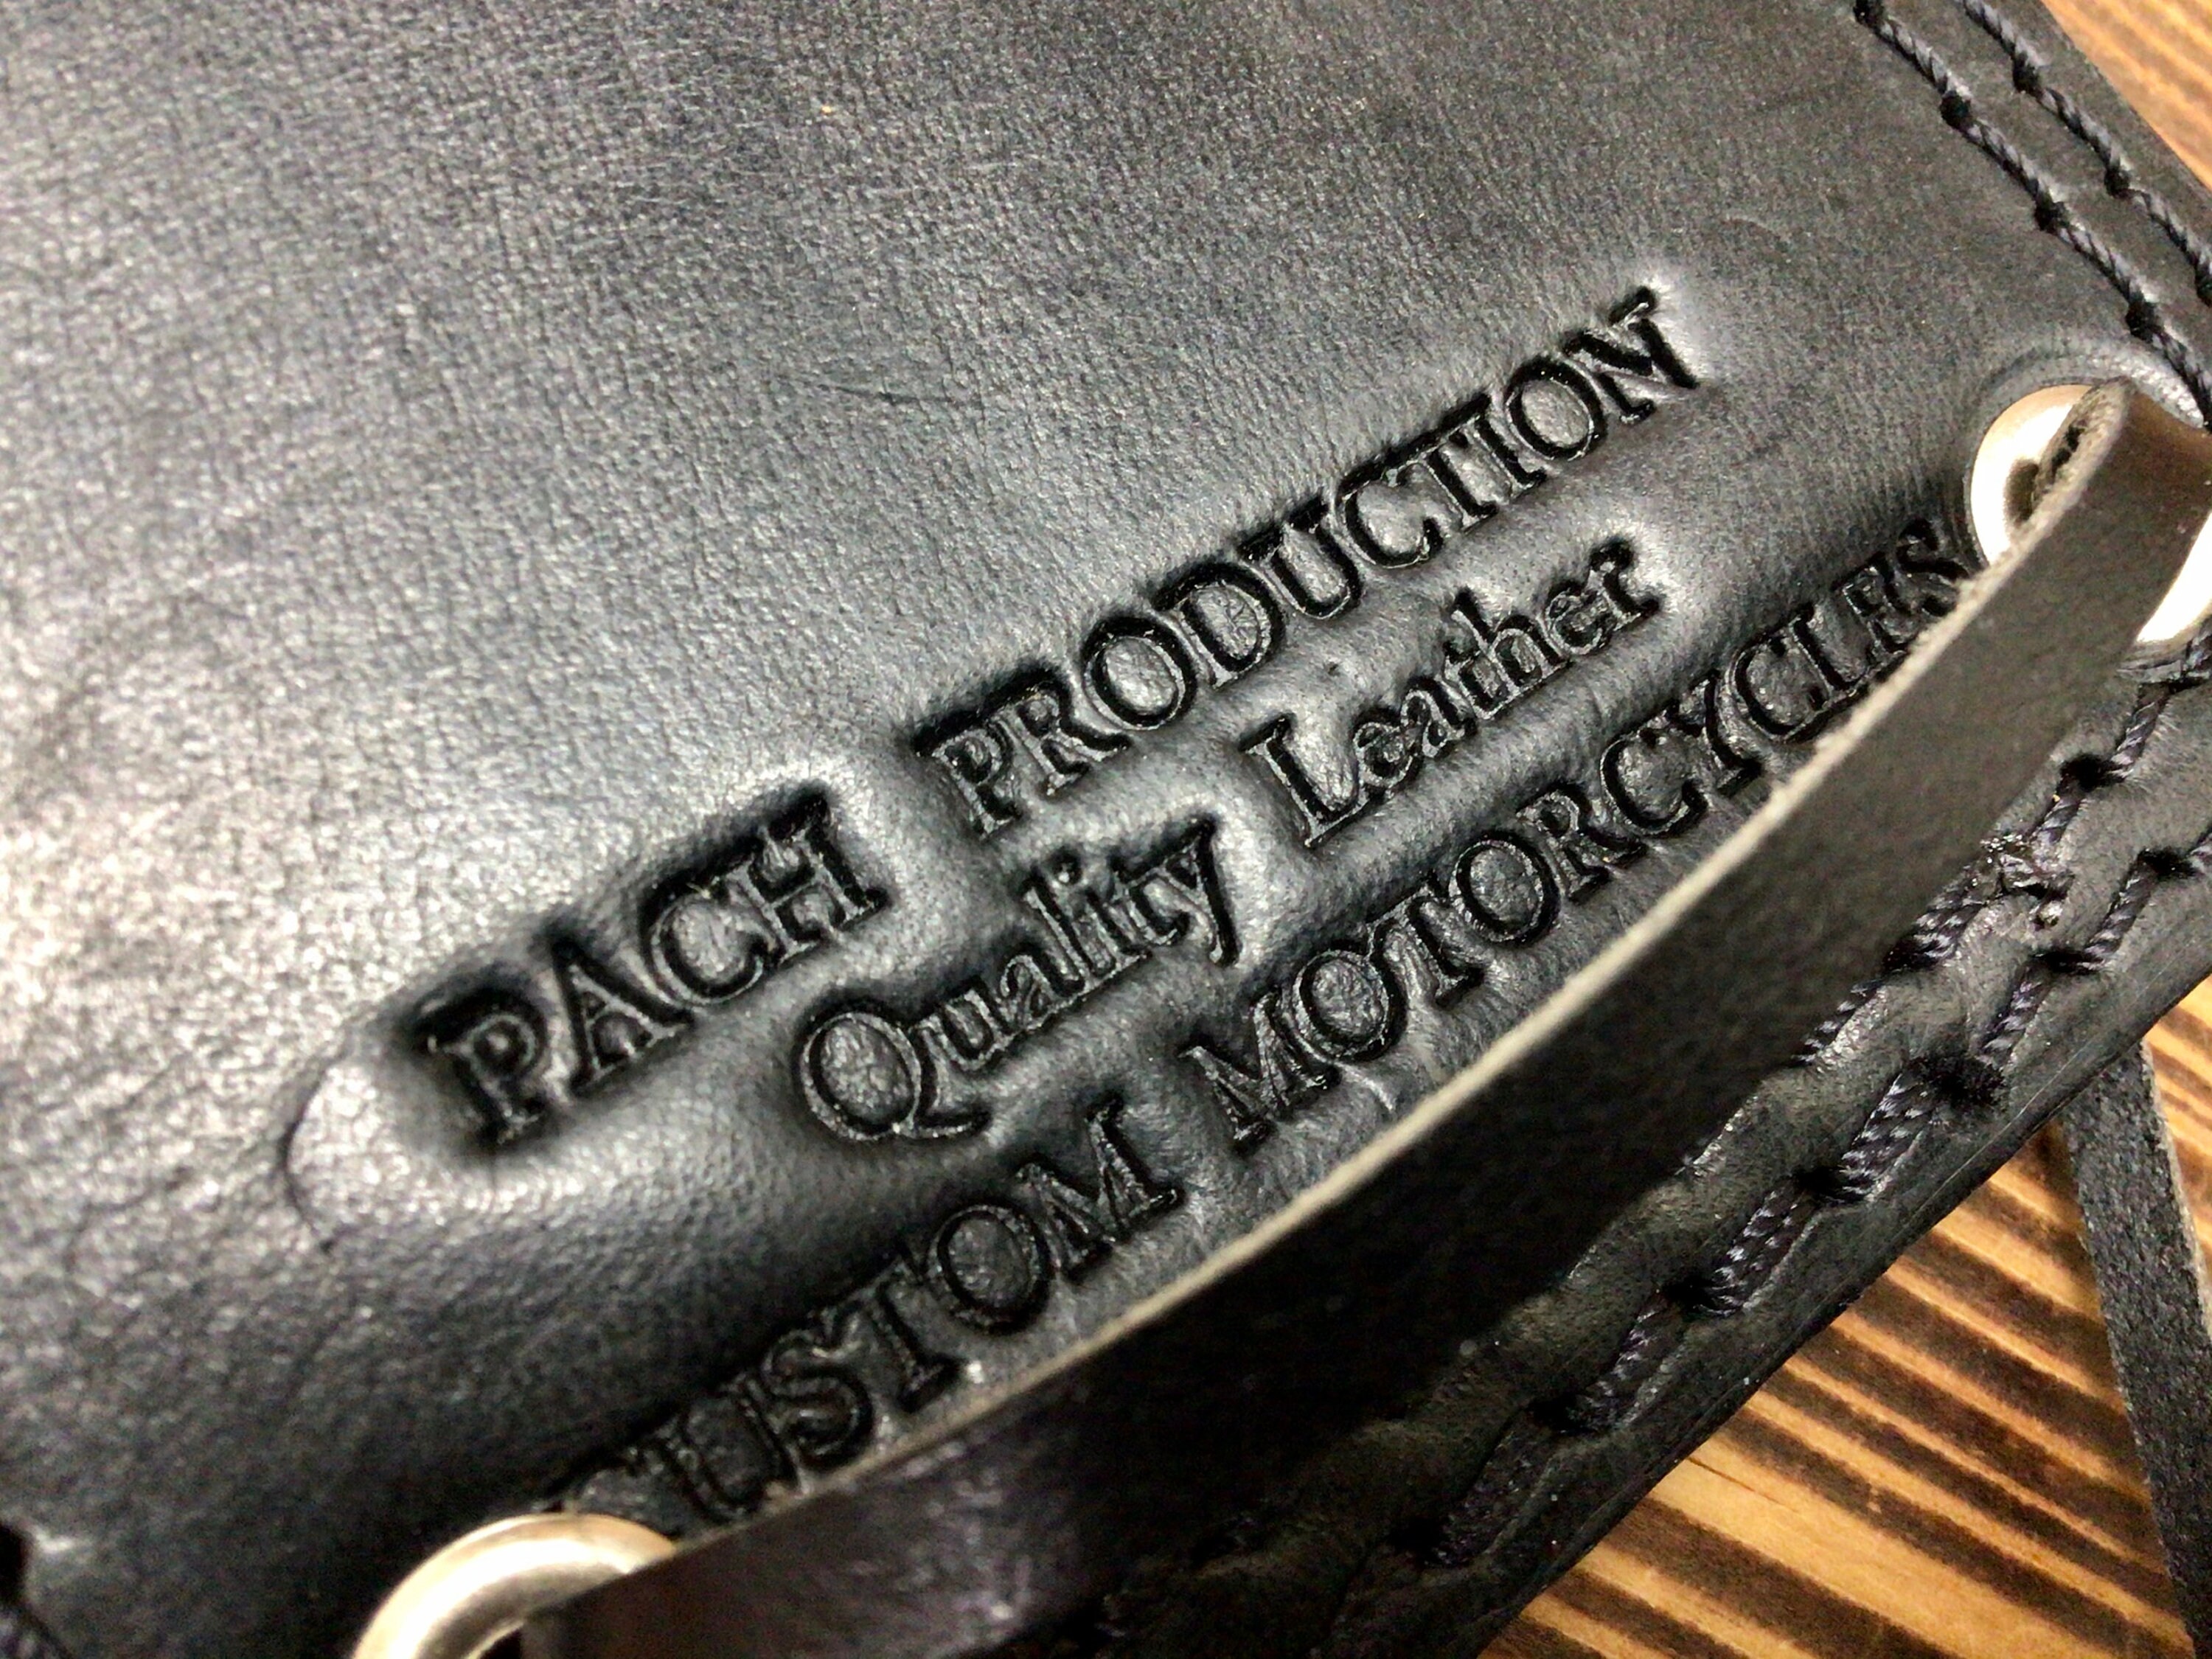 PACH PRODUCTION
Quality Leather
CUSTOM MOTORCYCLES